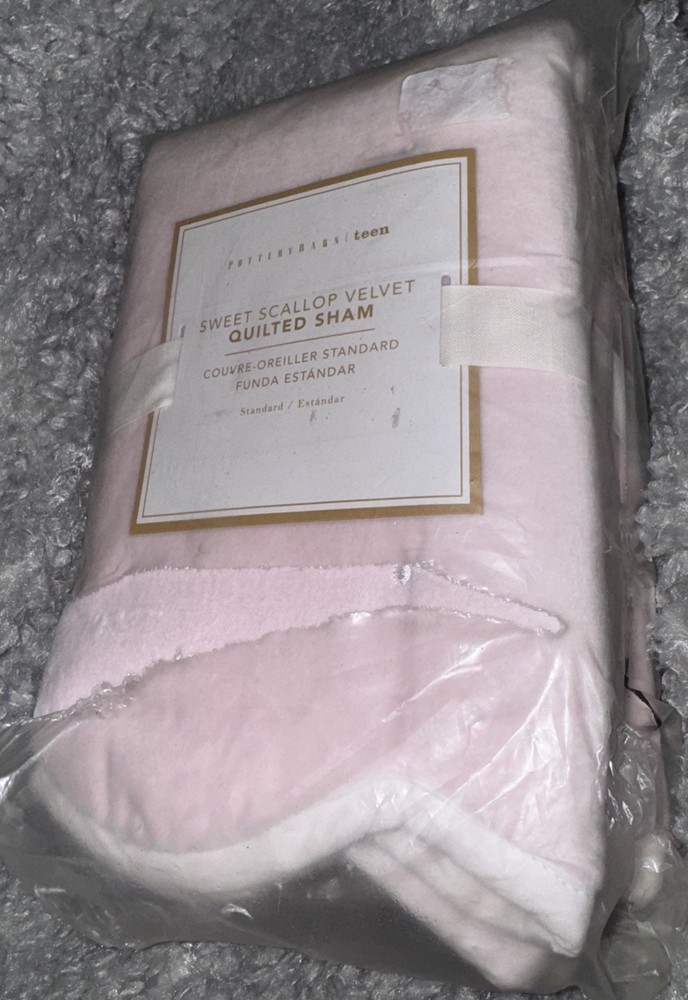 POTTERYBARN | teen
SWEET SCALLOP VELVET
QUILTED SHAM
COUVRE-OREILLER STANDARD
FUNDA ESTÁNDAR
Standard / Estándar